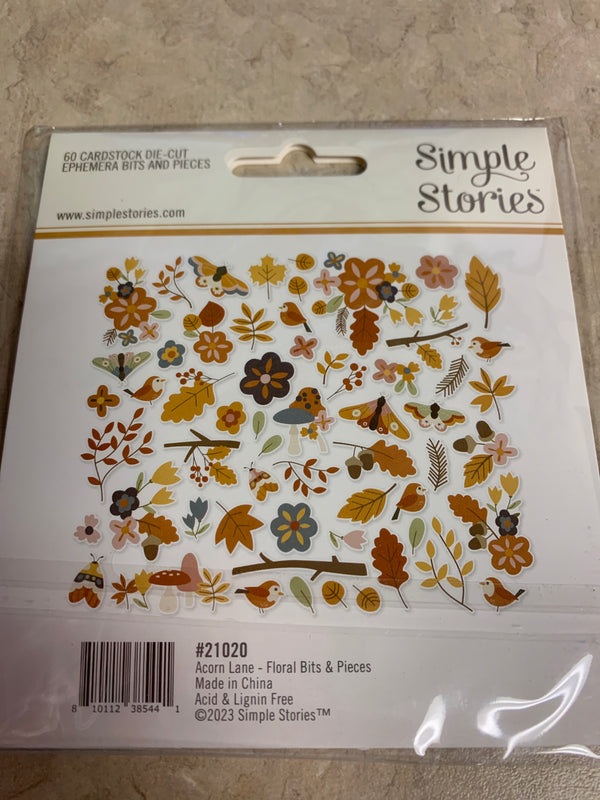 60 CARDSTOCK DIE-CUT
EPHEMERA BITS AND PIECES
Simple
Stories
www.simplestories.com
#21020
Acorn Lane - Floral Bits & Pieces
Made in China
Acid & Lignin Free
©2023 Simple Stories™
8 10112 38544 1